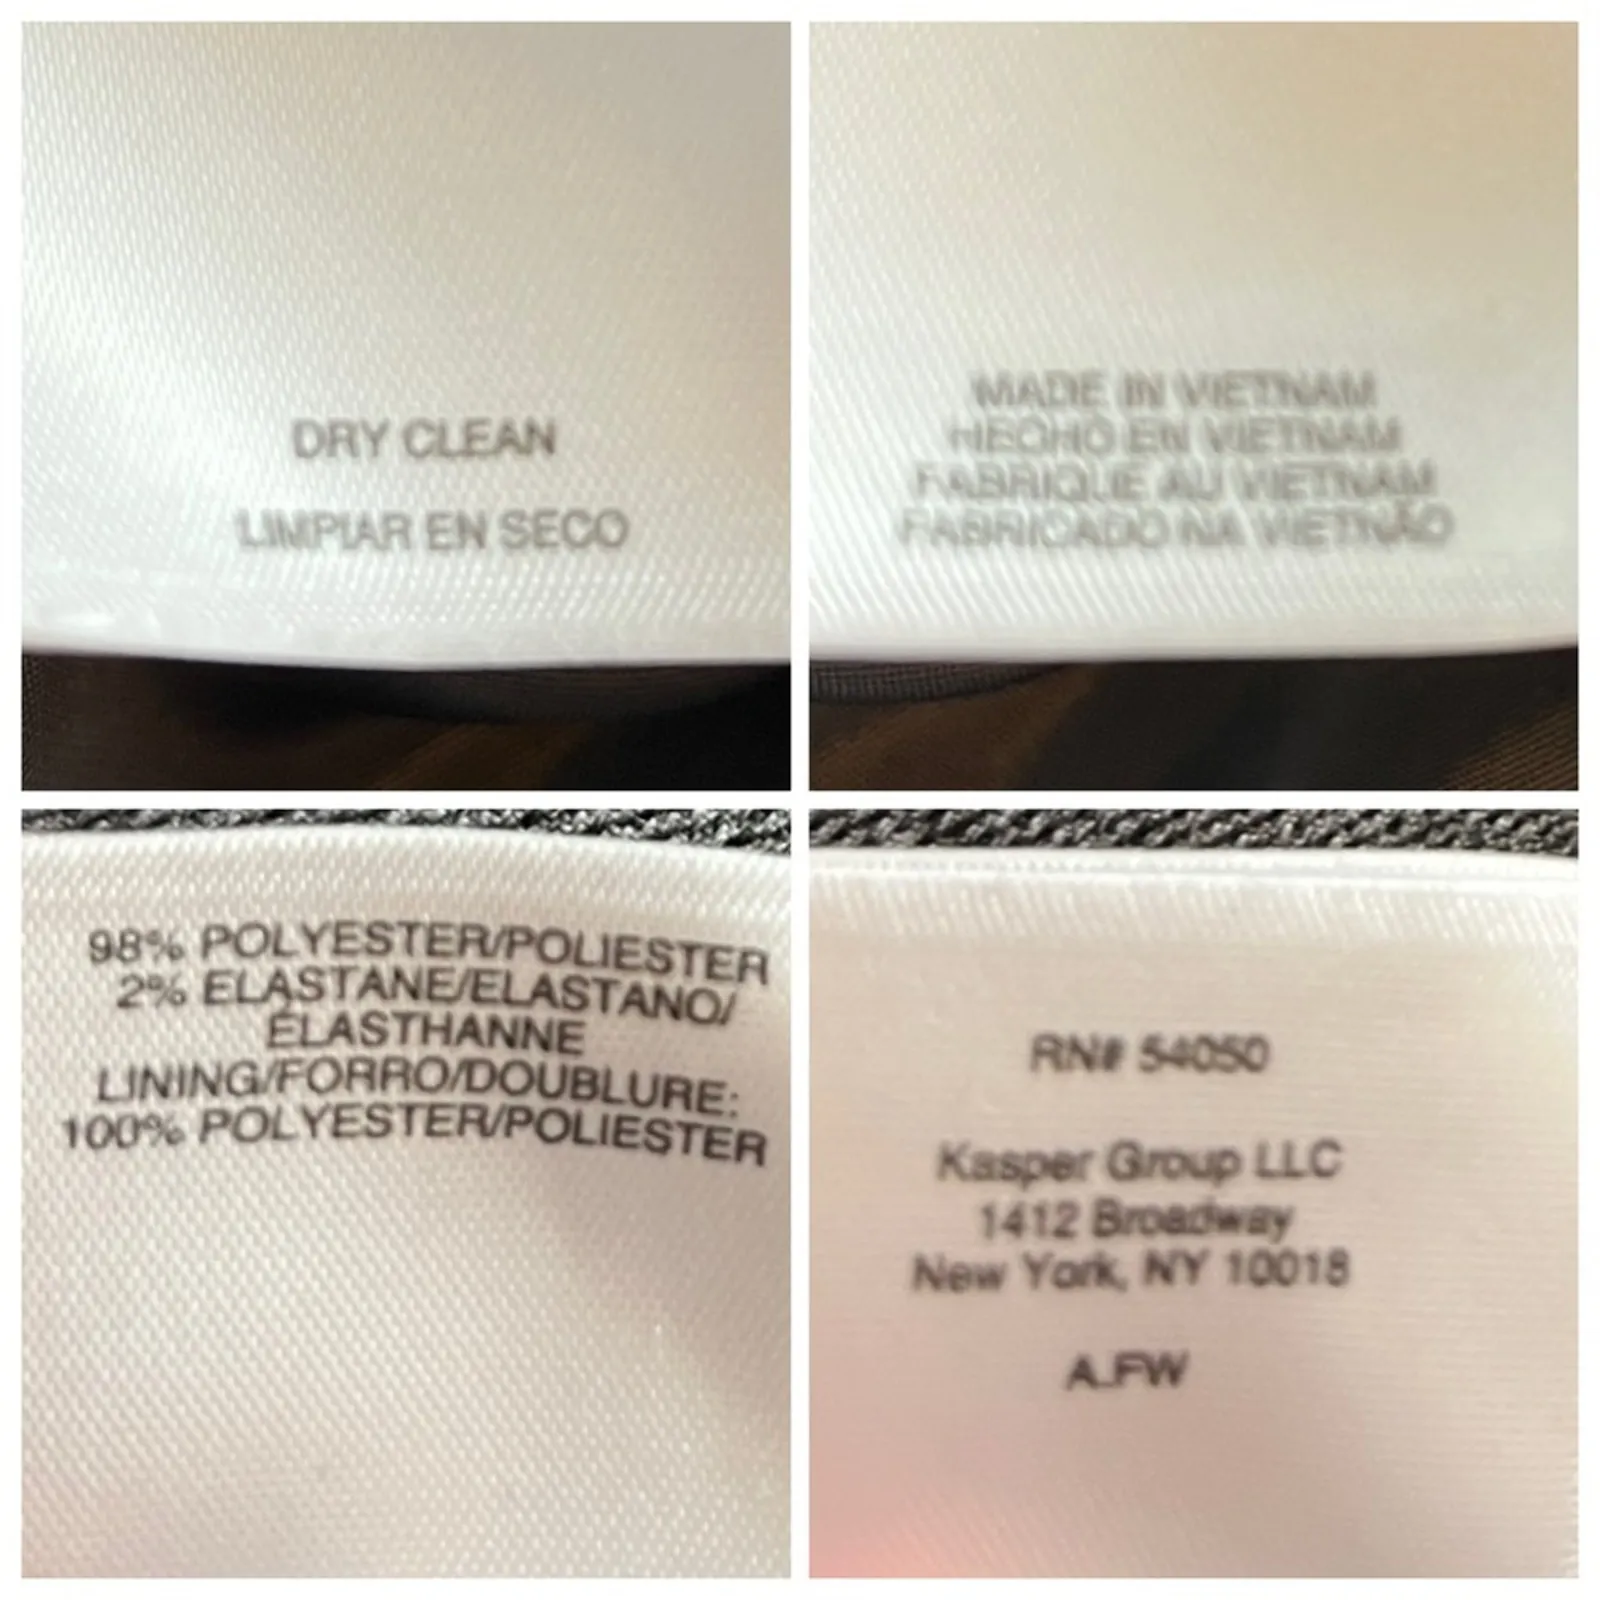 DRY CLEAN
LIMPIAR EN SECO
MADE IN VIETNAM
HECHO EN VIETNAM
FABRIQUE AU VIETNAM
FABRICADO NA VIETNÃO
98% POLYESTER/POLIESTER
2% ELASTANE/ELASTANO/
ELASTHANNE
LINING/FORRO/DOUBLURE:
100% POLYESTER/POLIESTER
RN# 54050
Kasper Group LLC
1412 Broadway
New York, NY 10018
A.FW